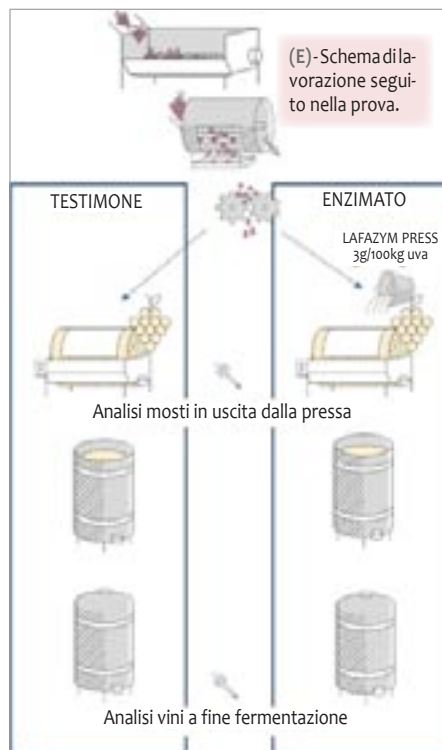 (E)-Schema di la-
vorazione segui-
to nella prova.
TESTIMONE
ENZIMATO
LAFAZYM PRESS
3g/100kg uva
Analisi mosti in uscita dalla pressa
Analisi vini a fine fermentazione